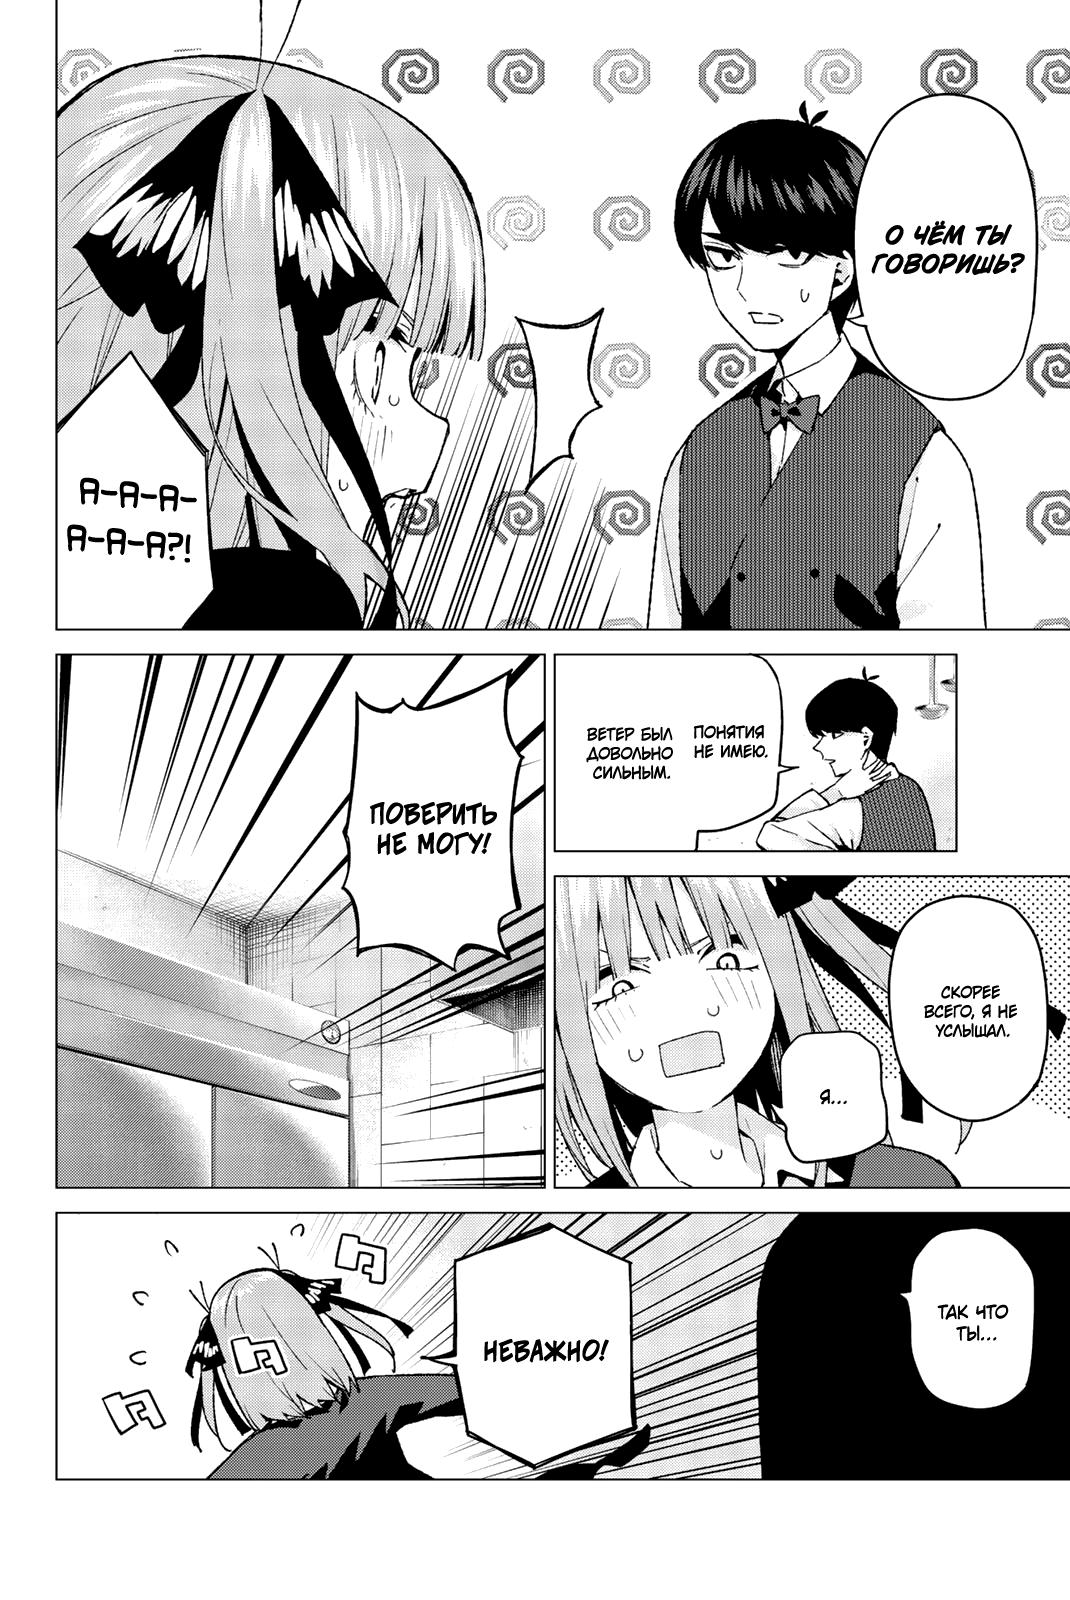 О ЧЁМ ТЫ
ГОВОРИШЬ?
А-А-А-
А-А-А?!
ПОНЯТИЯ
НЕ ИМЕЮ.
ВЕТЕР БЫЛ
ДОВОЛЬНО
СИЛЬНЫМ.
СКОРЕЕ
ВСЕГО, Я НЕ
УСЛЫШАЛ.
Я...
ПОВЕРИТЬ
НЕ МОГУ!
ТАК ЧТО
ТЫ...
НЕВАЖНО!